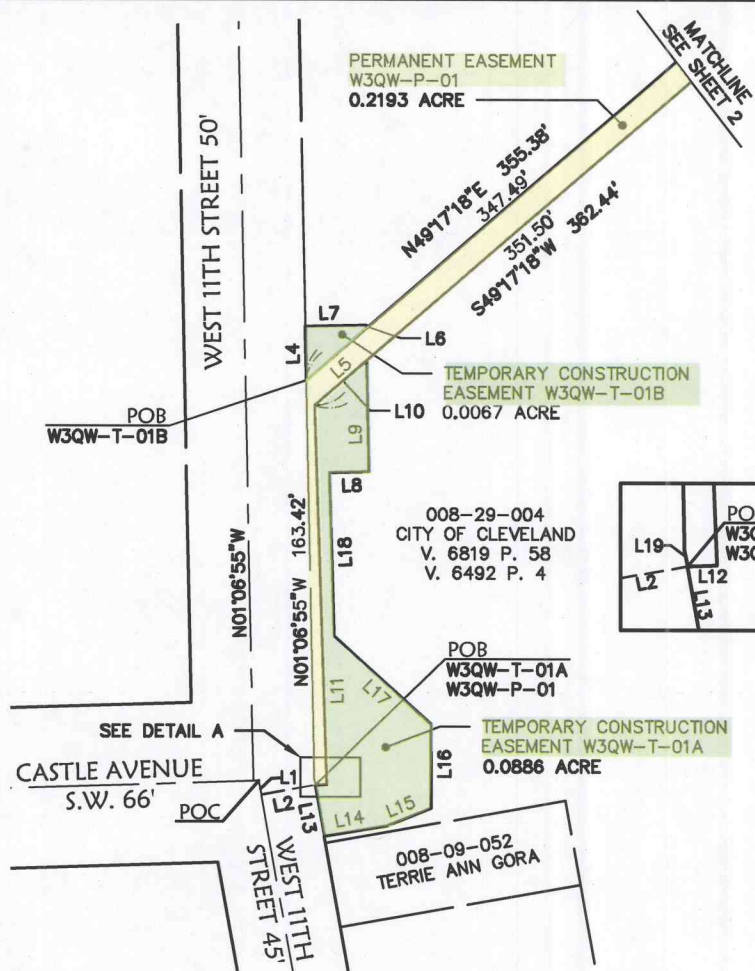 PERMANENT EASEMENT
W3QW-P-01
0.2193 ACRE
MATCHLINE
SEE SHEET 2
WEST 11TH STREET 50'
N49°17'18"E 355.38'
347.49'
351.50'
S49°17'18"W 362.44'
L7
L4
L6
L5
TEMPORARY CONSTRUCTION
EASEMENT W3QW-T-01B
0.0067 ACRE
POB
W3QW-T-01B
L10
L9
L8
008-29-004
CITY OF CLEVELAND
V. 6819 P. 58
V. 6492 P. 4
L18
N01°06'55"W
N01°06'55"W 163.42'
L19
L2
L12
L13
POB
W3QW-T-01A
W3QW-P-01
L11
L17
SEE DETAIL A
TEMPORARY CONSTRUCTION
EASEMENT W3QW-T-01A
0.0886 ACRE
CASTLE AVENUE
S.W. 66'
L1
L2
L16
POC
L13
L14
L15
WEST 11TH
STREET 45'
008-09-052
TERRIE ANN GORA